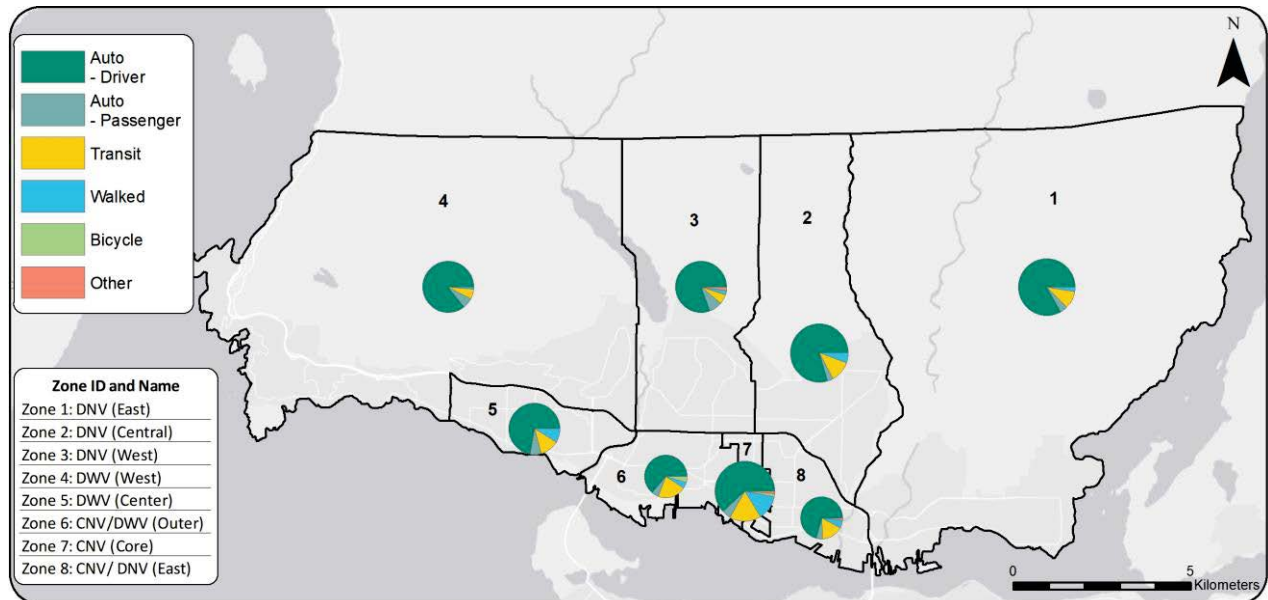 Auto
- Driver
Auto
- Passenger
Transit
Walked
Bicycle
Other
N
4
3
2
1
5
6
7
8
Zone ID and Name
Zone 1: DNV (East)
Zone 2: DNV (Central)
Zone 3: DNV (West)
Zone 4: DWV (West)
Zone 5: DWV (Center)
Zone 6: CNV/DWV (Outer)
Zone 7: CNV (Core)
Zone 8: CNV/ DNV (East)
0 5
Kilometers